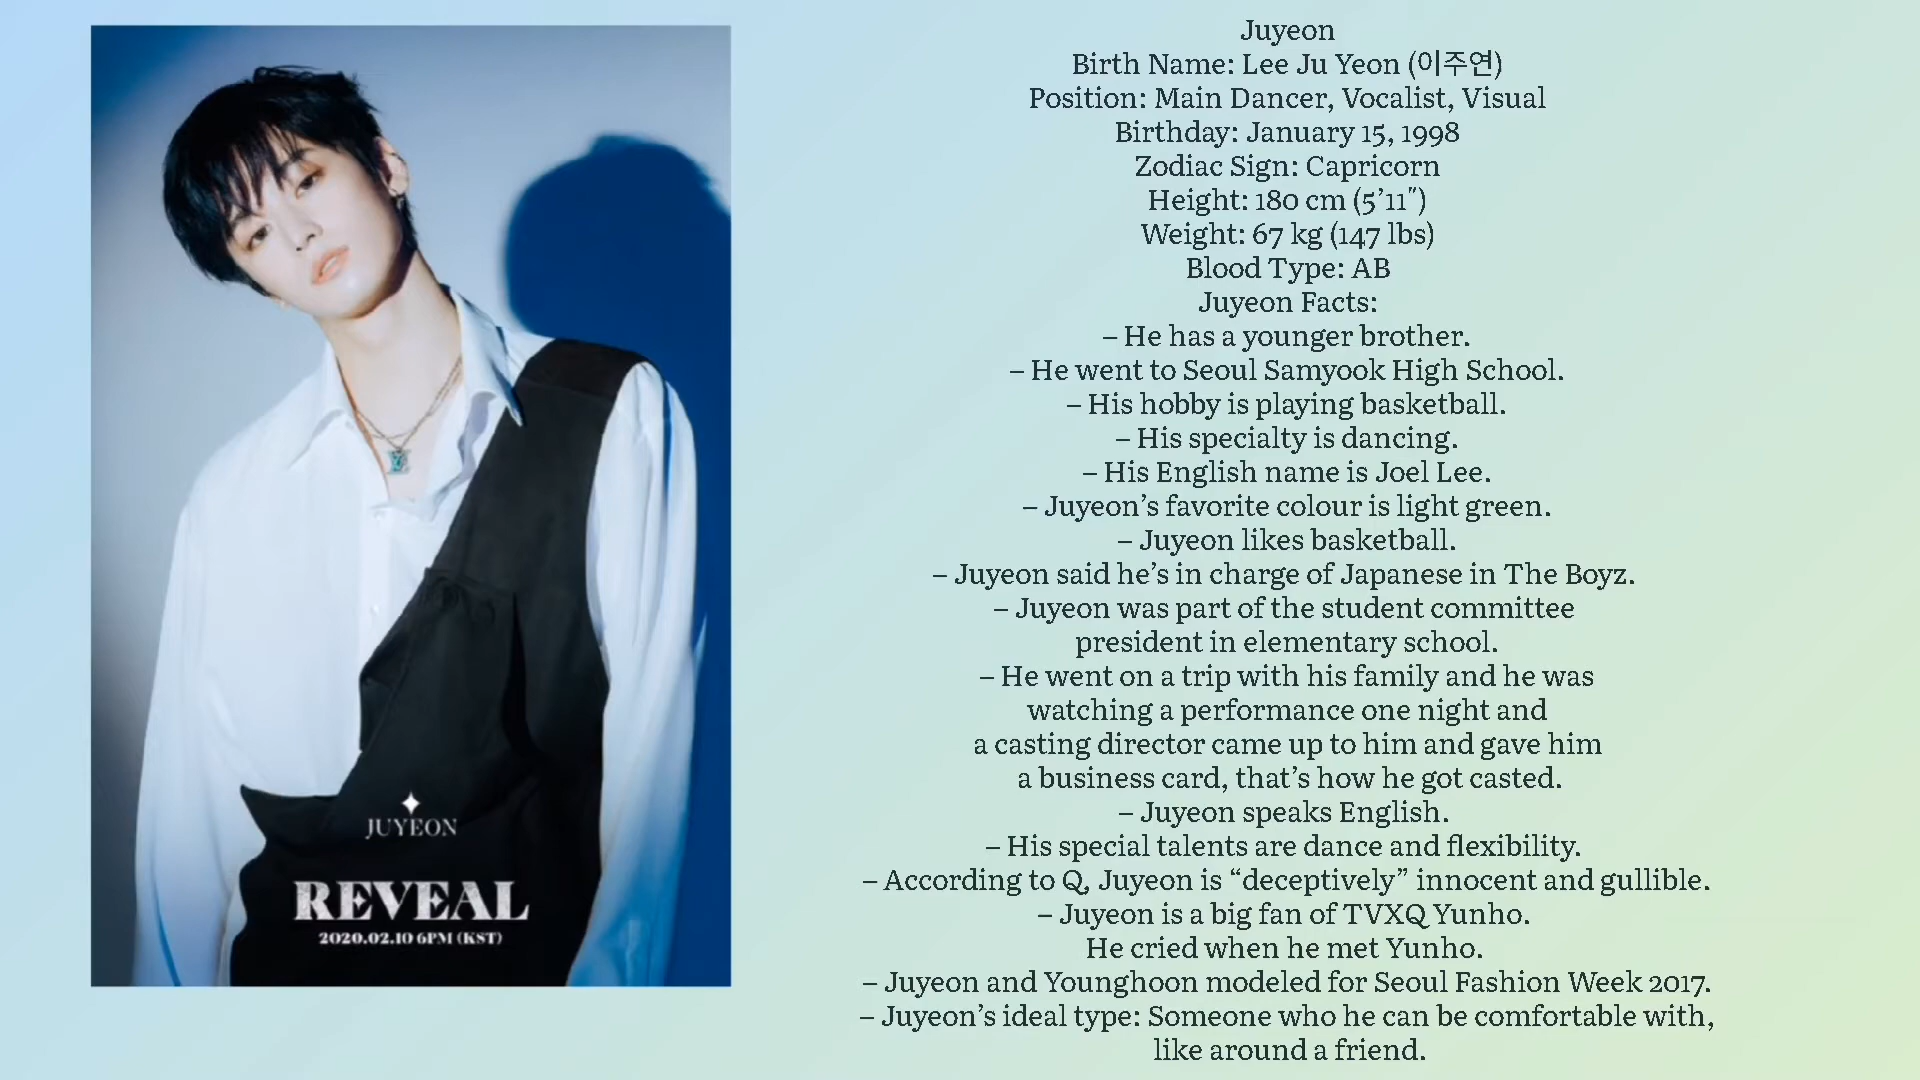 JUYEON
REVEAL
2020.02.10 6PM (KST)
Juyeon
Birth Name: Lee Ju Yeon (이주연)
Position: Main Dancer, Vocalist, Visual
Birthday: January 15, 1998
Zodiac Sign: Capricorn
Height: 180 cm (5’11″)
Weight: 67 kg (147 lbs)
Blood Type: AB
Juyeon Facts:
– He has a younger brother.
– He went to Seoul Samyook High School.
– His hobby is playing basketball.
– His specialty is dancing.
– His English name is Joel Lee.
– Juyeon’s favorite colour is light green.
– Juyeon likes basketball.
– Juyeon said he’s in charge of Japanese in The Boyz.
– Juyeon was part of the student committee
president in elementary school.
– He went on a trip with his family and he was
watching a performance one night and
a casting director came up to him and gave him
a business card, that’s how he got casted.
– Juyeon speaks English.
– His special talents are dance and flexibility.
– According to Q, Juyeon is “deceptively” innocent and gullible.
– Juyeon is a big fan of TVXQ Yunho.
He cried when he met Yunho.
– Juyeon and Younghoon modeled for Seoul Fashion Week 2017.
– Juyeon’s ideal type: Someone who he can be comfortable with,
like around a friend.